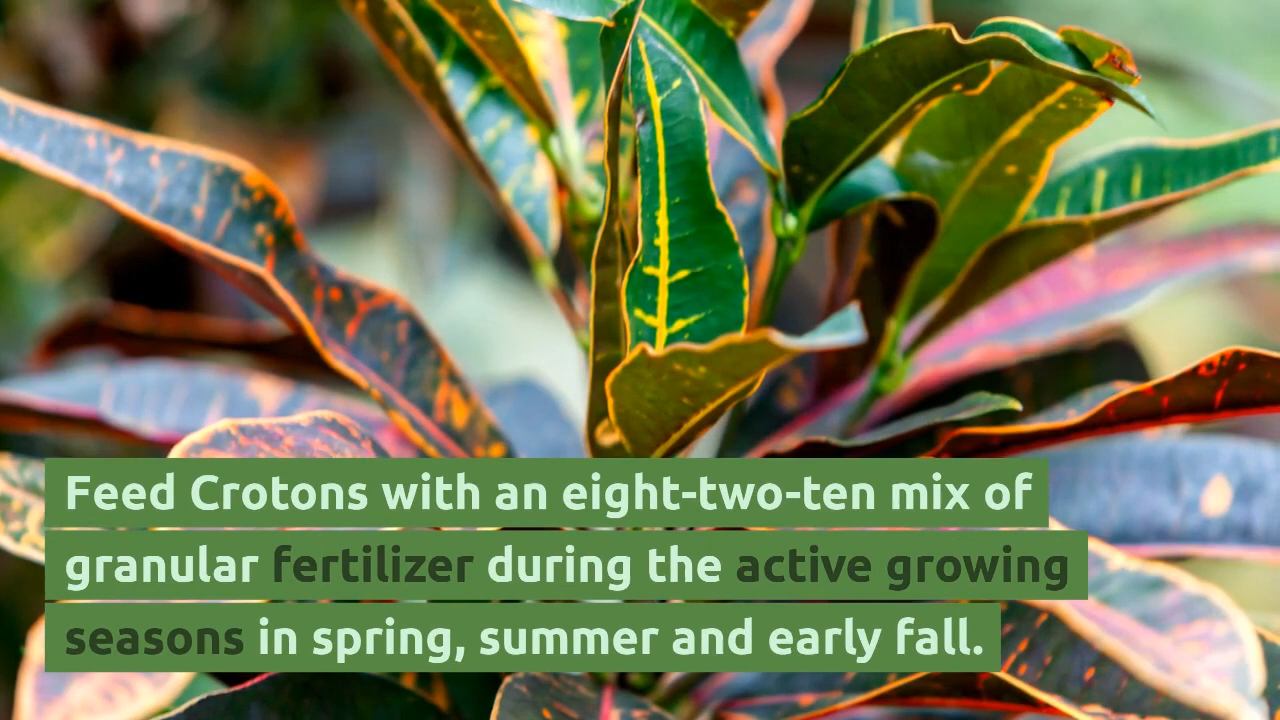 Feed Crotons with an eight-two-ten mix of
granular fertilizer during the active growing
seasons in spring, summer and early fall.